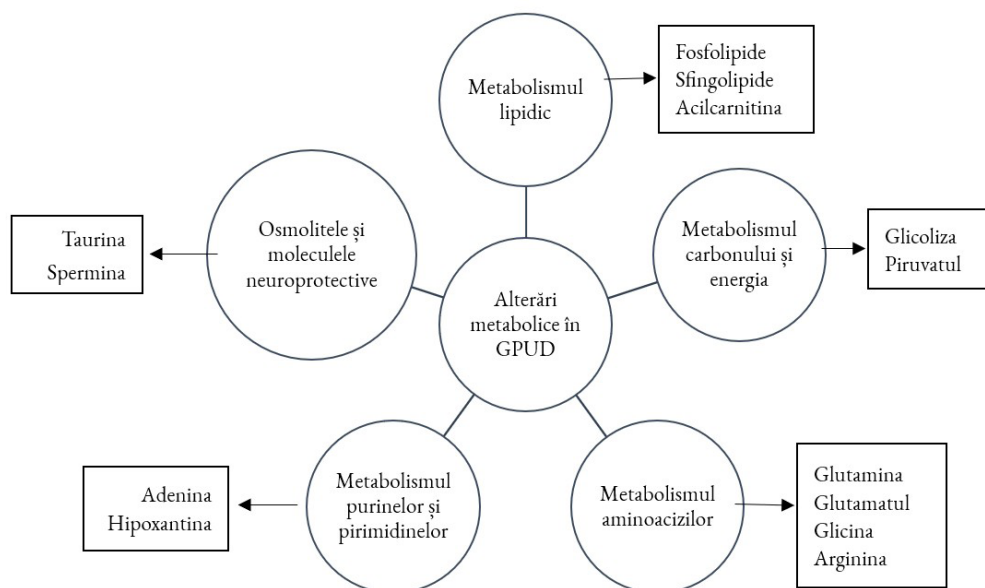 Metabolismul
lipidic
Fosfolipide
Sfingolipide
Acilcarnitina
Osmolitele și
moleculele
neuroprotective
Taurina
Spermina
Metabolismul
carbonului și
energia
Glicoliza
Piruvatul
Alterări
metabolice în
GPUD
Metabolismul
purinelor și
pirimidinelor
Adenina
Hipoxantina
Metabolismul
aminoacizilor
Glutamina
Glutamatul
Glicina
Arginina